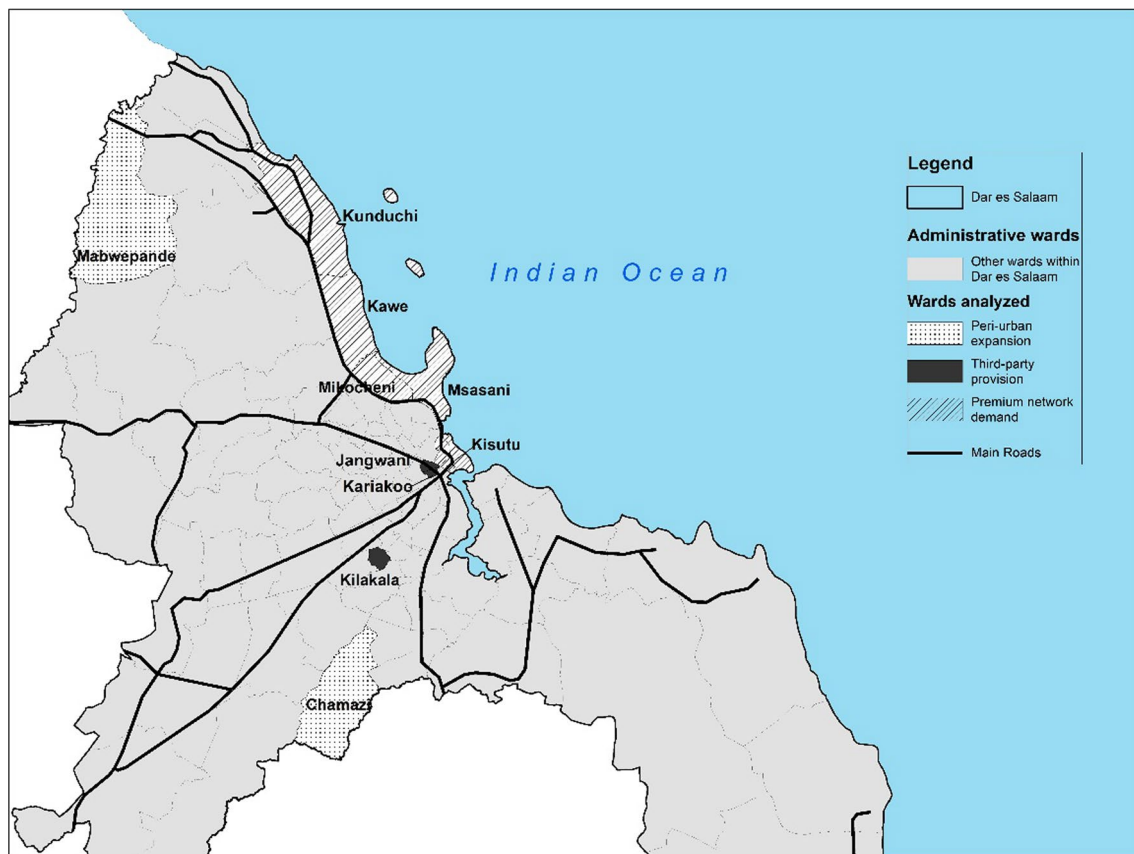 Kunduchi
Mabwepande
Indian Ocean
Kawe
Mikocheni
Msasani
Kisutu
Jangwani
Kariakoo
Kilakala
Chamazi
Legend
Dar es Salaam
Administrative wards
Other wards within
Dar es Salaam
Wards analyzed
Peri-urban
expansion
Third-party
provision
Premium network
demand
Main Roads